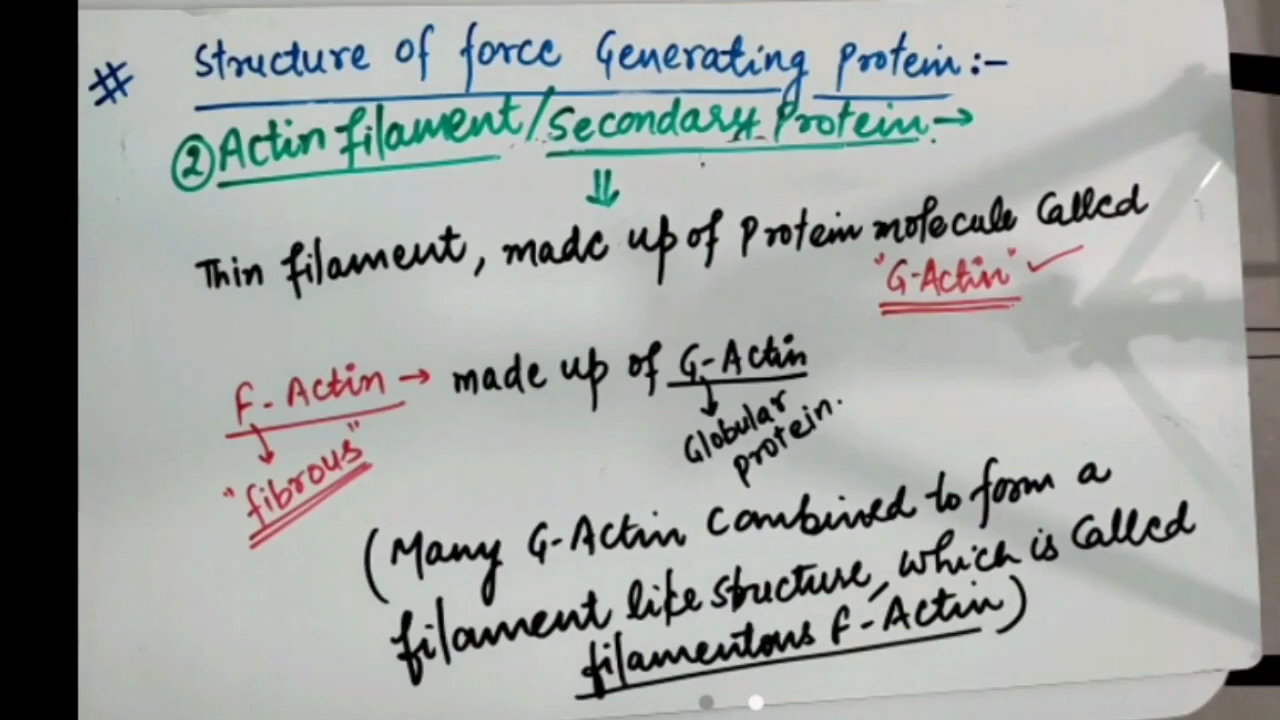 # Structure of force Generating Protein:-
② Actin filament/Secondary Protein →
⇓
Thin filament, made up of Protein molecule Called
"G-Actin" ✓
F-Actin → made up of G-Actin
↓ ↓
"fibrous" Globular
protein.
(Many G-Actin Combined to form a
filament like structure, which is Called
filamentous F-Actin)